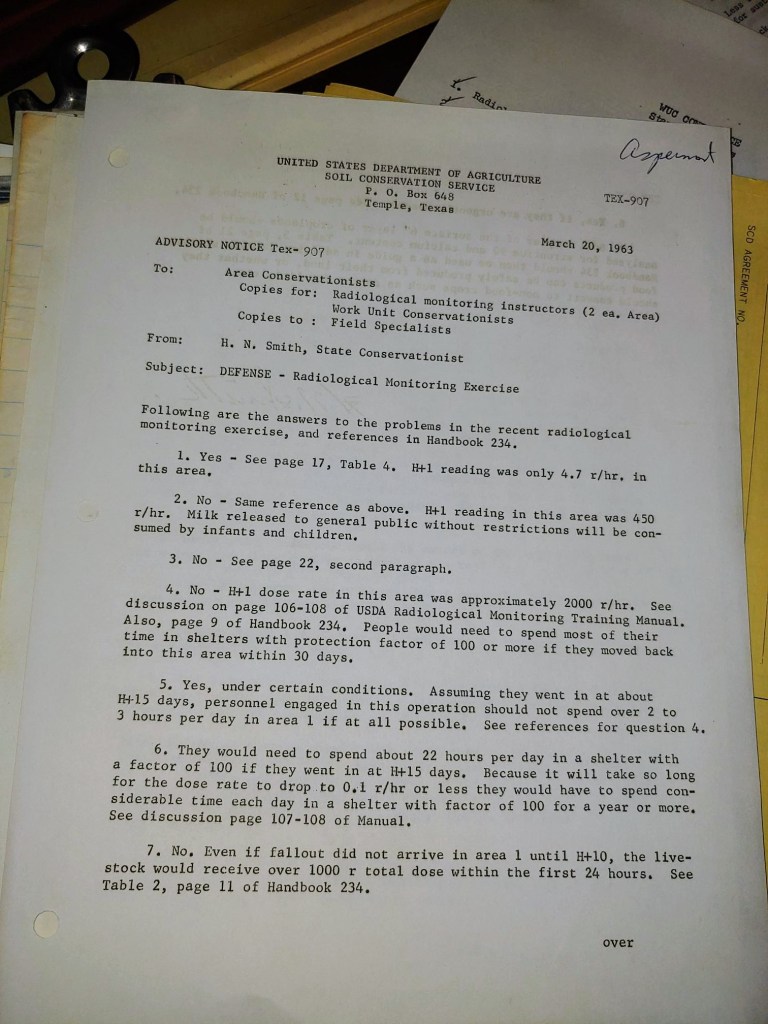 Aspermont
UNITED STATES DEPARTMENT OF AGRICULTURE
SOIL CONSERVATION SERVICE
P. O. Box 648
Temple, Texas
TEX-907
March 20, 1963
ADVISORY NOTICE Tex- 907
To: Area Conservationists
Copies for: Radiological monitoring instructors (2 ea. Area)
Work Unit Conservationists
Copies to : Field Specialists
From: H. N. Smith, State Conservationist
Subject: DEFENSE - Radiological Monitoring Exercise
Following are the answers to the problems in the recent radiological
monitoring exercise, and references in Handbook 234.
1. Yes - See page 17, Table 4. H+1 reading was only 4.7 r/hr. in
this area.
2. No - Same reference as above. H+1 reading in this area was 450
r/hr. Milk released to general public without restrictions will be con-
sumed by infants and children.
3. No - See page 22, second paragraph.
4. No - H+1 dose rate in this area was approximately 2000 r/hr. See
discussion on page 106-108 of USDA Radiological Monitoring Training Manual.
Also, page 9 of Handbook 234. People would need to spend most of their
time in shelters with protection factor of 100 or more if they moved back
into this area within 30 days.
5. Yes, under certain conditions. Assuming they went in at about
H+15 days, personnel engaged in this operation should not spend over 2 to
3 hours per day in area 1 if at all possible. See references for question 4.
6. They would need to spend about 22 hours per day in a shelter with
a factor of 100 if they went in at H+15 days. Because it will take so long
for the dose rate to drop to 0.1 r/hr or less they would have to spend con-
siderable time each day in a shelter with factor of 100 for a year or more.
See discussion page 107-108 of Manual.
7. No. Even if fallout did not arrive in area 1 until H+10, the live-
stock would receive over 1000 r total dose within the first 24 hours. See
Table 2, page 11 of Handbook 234.
over
SCD AGREEMENT NO.
1. Radio
WUC